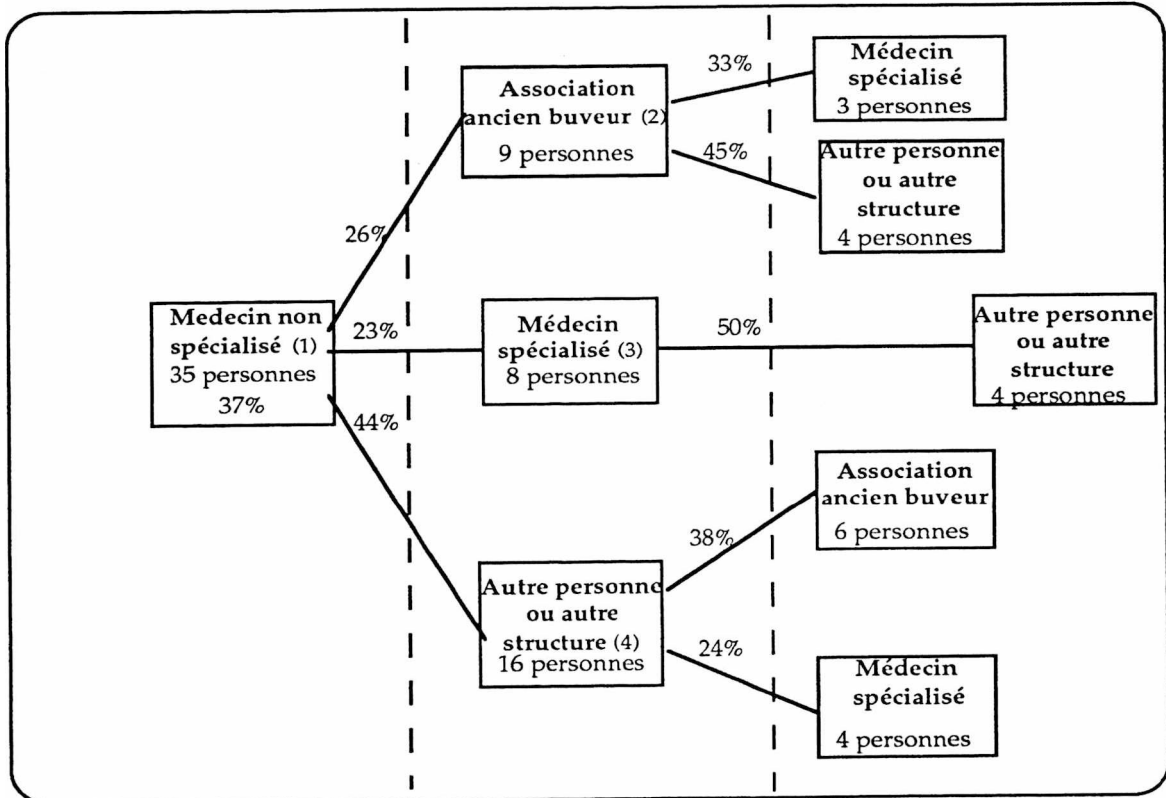 Médecin
spécialisé
3 personnes
33%
Association
ancien buveur (2)
9 personnes
45%
Autre personne
ou autre
structure
4 personnes
26%
Medecin non
spécialisé (1)
35 personnes
37%
23%
Médecin
spécialisé (3)
8 personnes
50%
Autre personne
ou autre
structure
4 personnes
44%
Association
ancien buveur
6 personnes
38%
Autre personne
ou autre
structure (4)
16 personnes
24%
Médecin
spécialisé
4 personnes